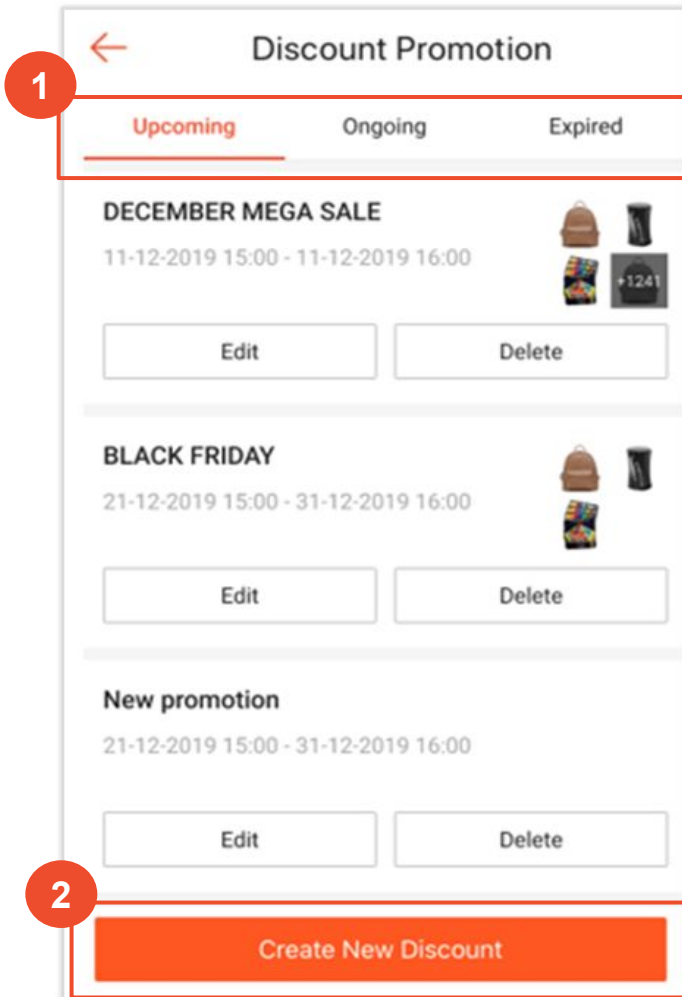 Discount Promotion
1
Upcoming Ongoing Expired
DECEMBER MEGA SALE
11-12-2019 15:00 - 11-12-2019 16:00
+1241
Edit Delete
BLACK FRIDAY
21-12-2019 15:00 - 31-12-2019 16:00
Edit Delete
New promotion
21-12-2019 15:00 - 31-12-2019 16:00
Edit Delete
2
Create New Discount